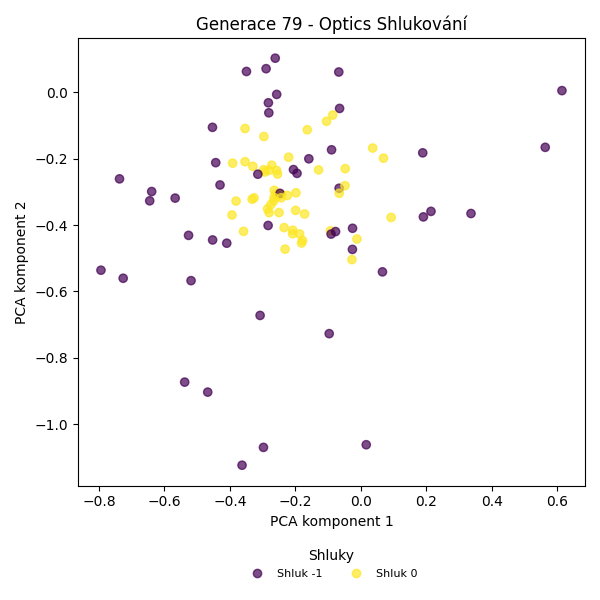 Generace 79 - Optics Shlukování
PCA komponent 2
0.0
−0.2
−0.4
−0.6
−0.8
−1.0
−0.8 −0.6 −0.4 −0.2 0.0 0.2 0.4 0.6
PCA komponent 1
Shluky
Shluk -1 Shluk 0